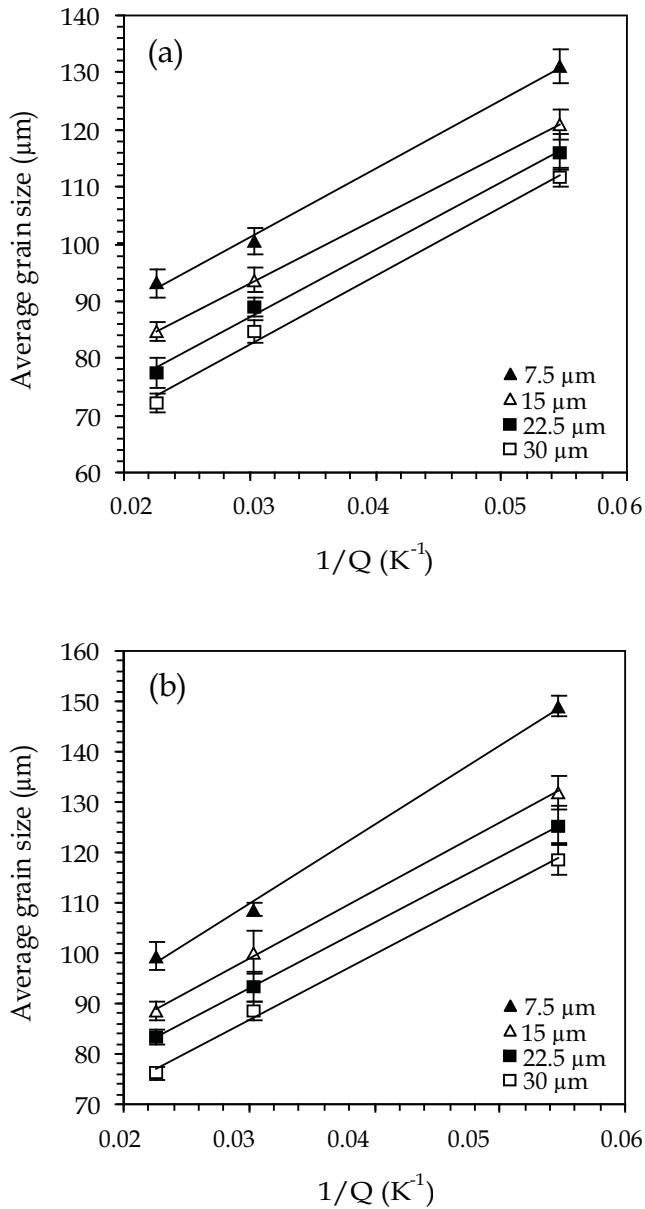 (a)
Average grain size (µm)
140
130
120
110
100
90
80
70
60
7.5 µm
15 µm
22.5 µm
30 µm
0.02 0.03 0.04 0.05 0.06
1/Q (K⁻¹)
(b)
Average grain size (µm)
160
150
140
130
120
110
100
90
80
70
7.5 µm
15 µm
22.5 µm
30 µm
0.02 0.03 0.04 0.05 0.06
1/Q (K⁻¹)